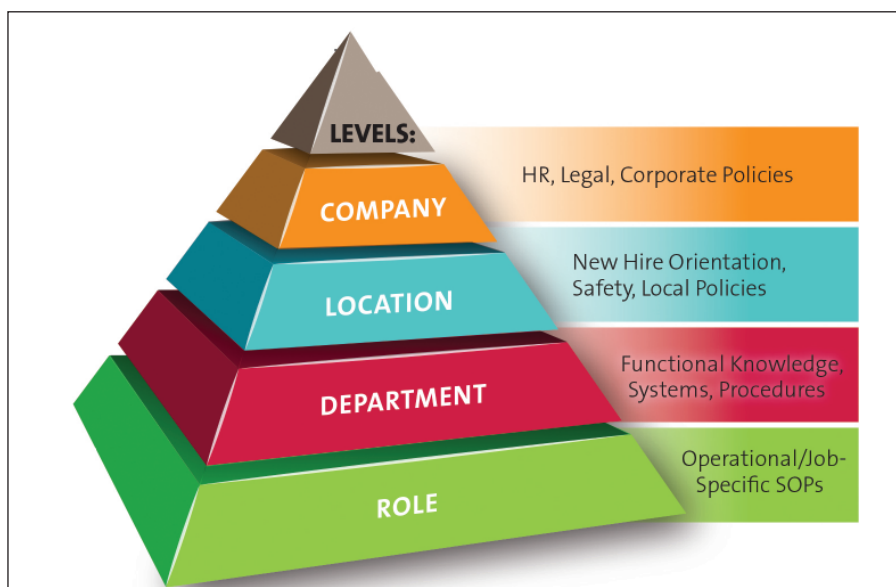 LEVELS:
COMPANY
HR, Legal, Corporate Policies
LOCATION
New Hire Orientation,
Safety, Local Policies
DEPARTMENT
Functional Knowledge,
Systems, Procedures
ROLE
Operational/Job-
Specific SOPs